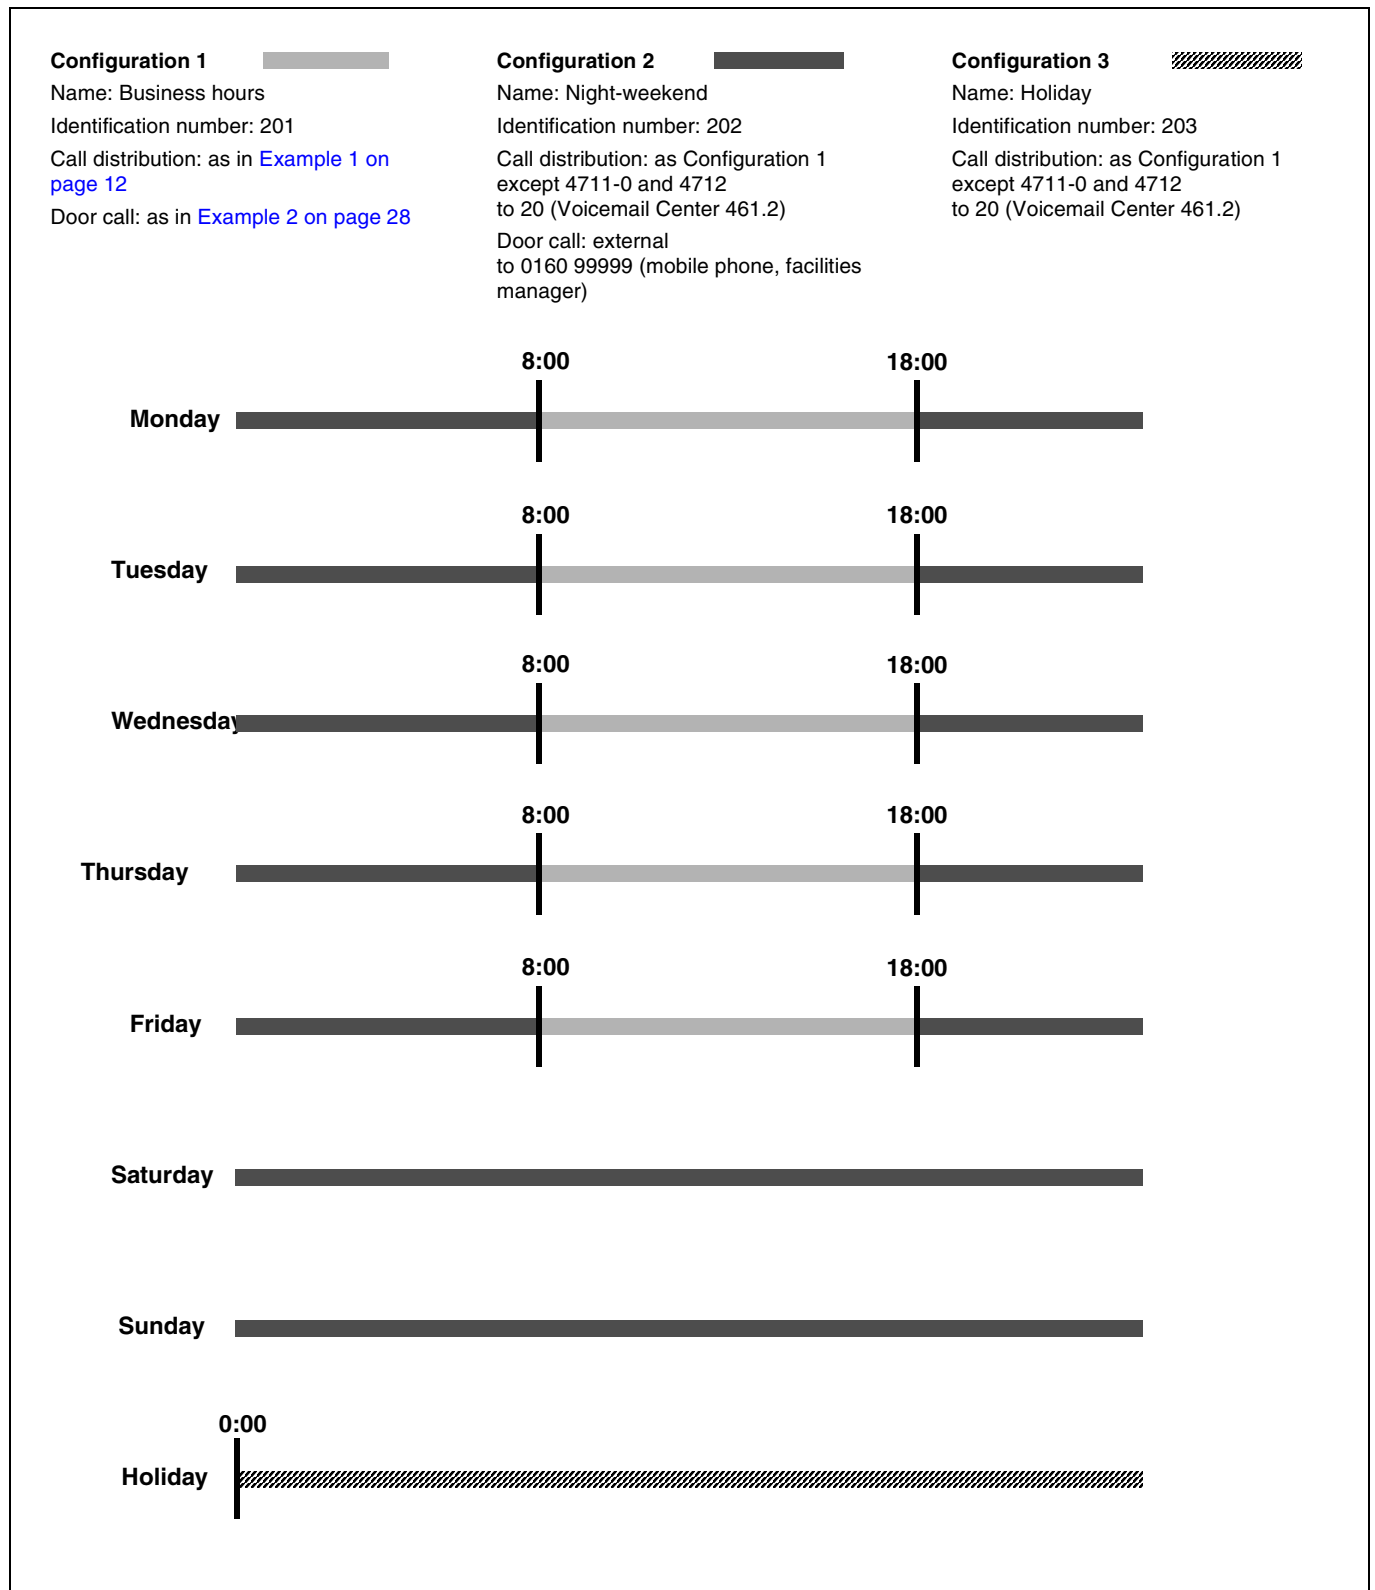 Configuration 1
Name: Business hours
Identification number: 201
Call distribution: as in Example 1 on
page 12
Door call: as in Example 2 on page 28
Configuration 2
Name: Night-weekend
Identification number: 202
Call distribution: as Configuration 1
except 4711-0 and 4712
to 20 (Voicemail Center 461.2)
Door call: external
to 0160 99999 (mobile phone, facilities
manager)
Configuration 3
Name: Holiday
Identification number: 203
Call distribution: as Configuration 1
except 4711-0 and 4712
to 20 (Voicemail Center 461.2)
8:00 18:00
Monday
8:00 18:00
Tuesday
8:00 18:00
Wednesday
8:00 18:00
Thursday
8:00 18:00
Friday
Saturday
Sunday
0:00
Holiday